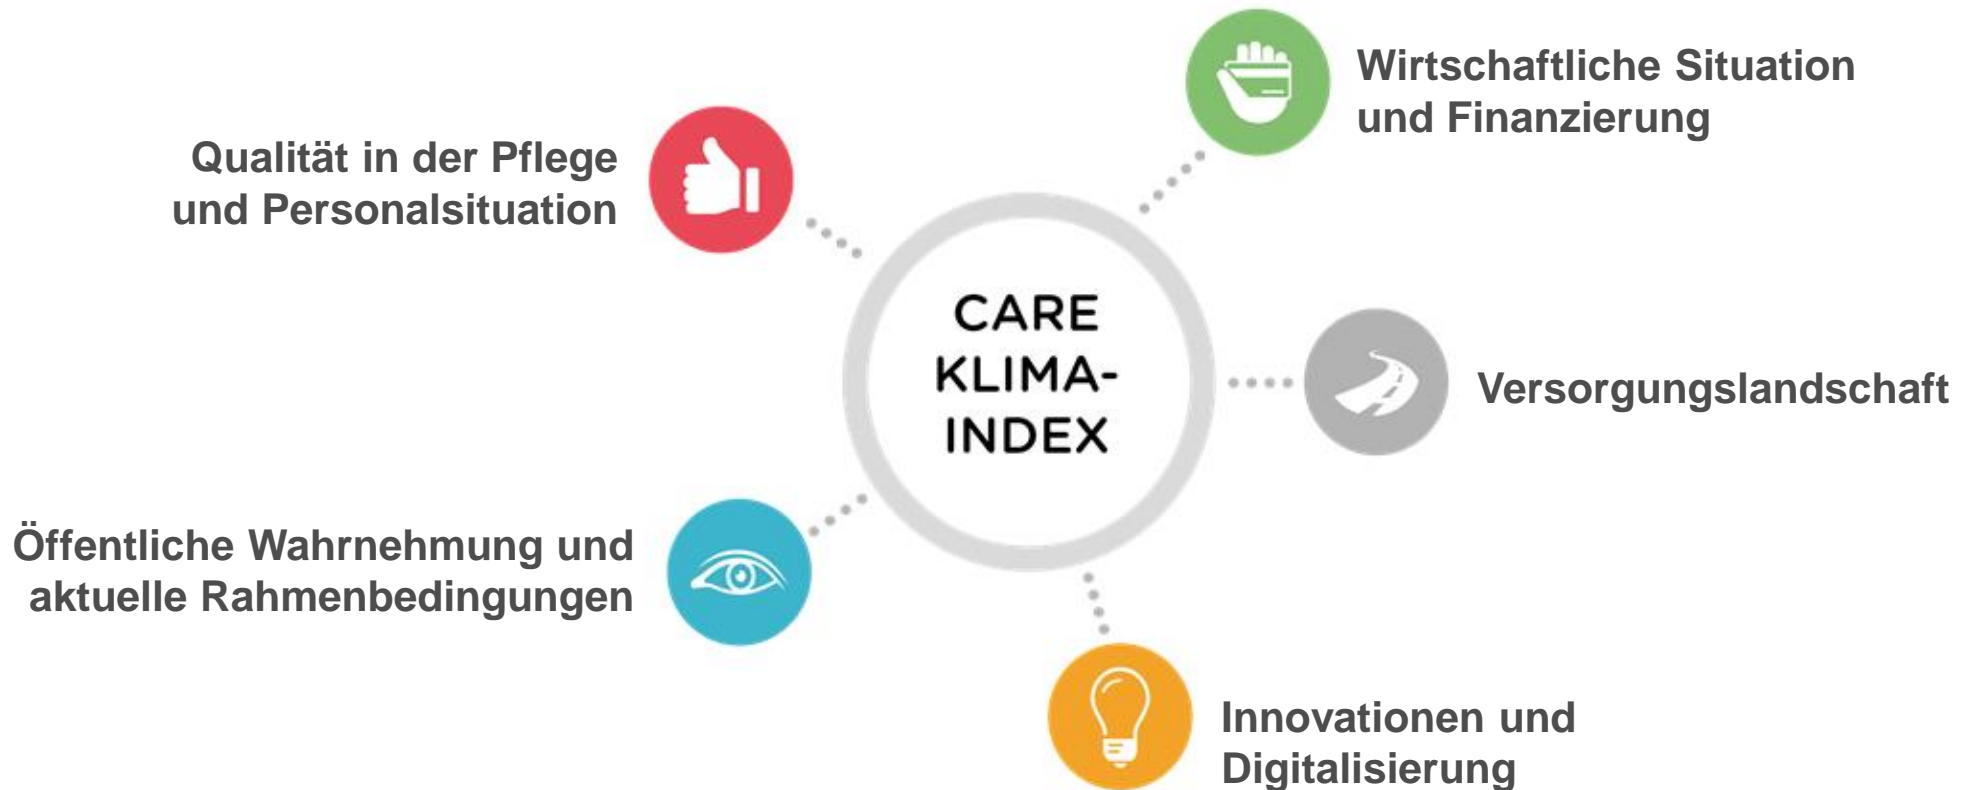 Wirtschaftliche Situation
und Finanzierung
Qualität in der Pflege
und Personalsituation
CARE
KLIMA-
INDEX
Versorgungslandschaft
Öffentliche Wahrnehmung und
aktuelle Rahmenbedingungen
Innovationen und
Digitalisierung